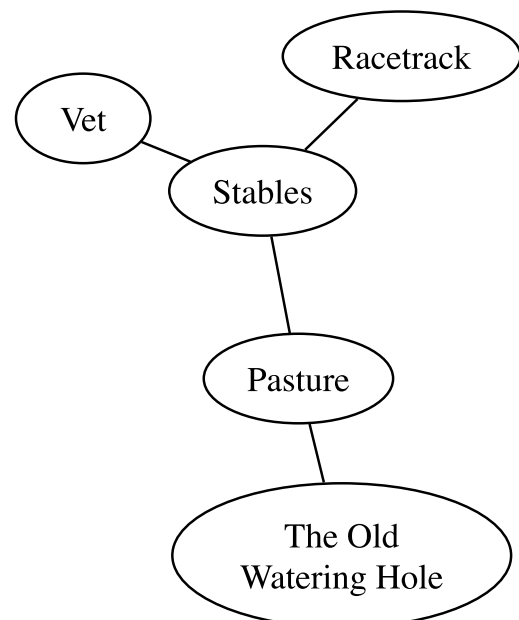 Racetrack
Vet
Stables
Pasture
The Old
Watering Hole